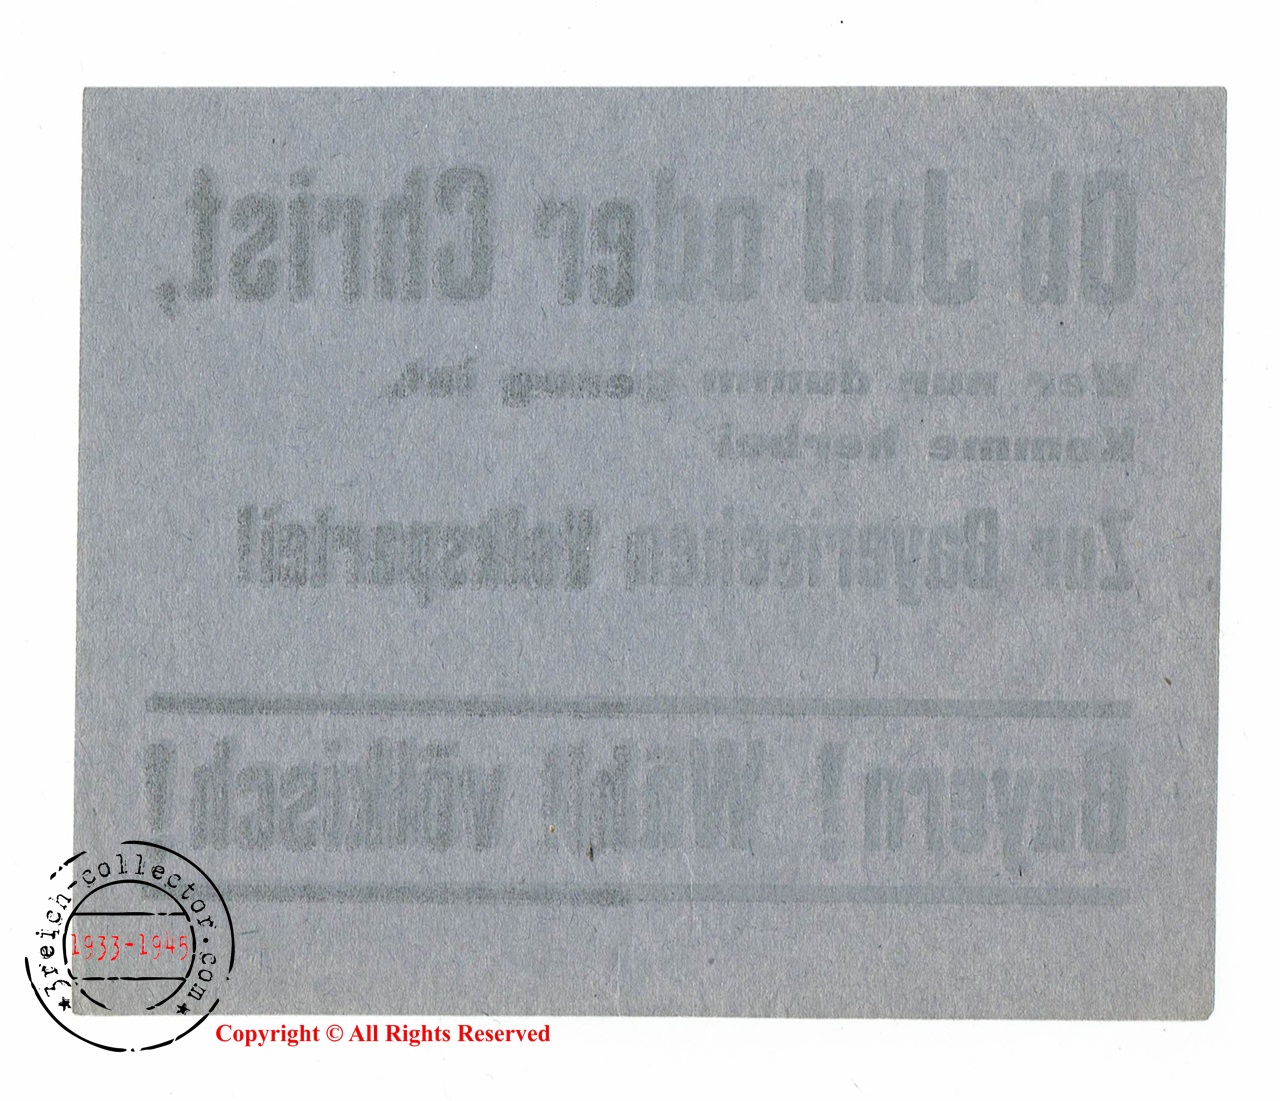 Ob Jud oder Christ,
Wer nur dumm genug ist,
Komme herbei
Zur Bayerischen Volkspartei!
Bayern! Wählt völkisch!
3reich-collector.com
1933-1945
Copyright © All Rights Reserved